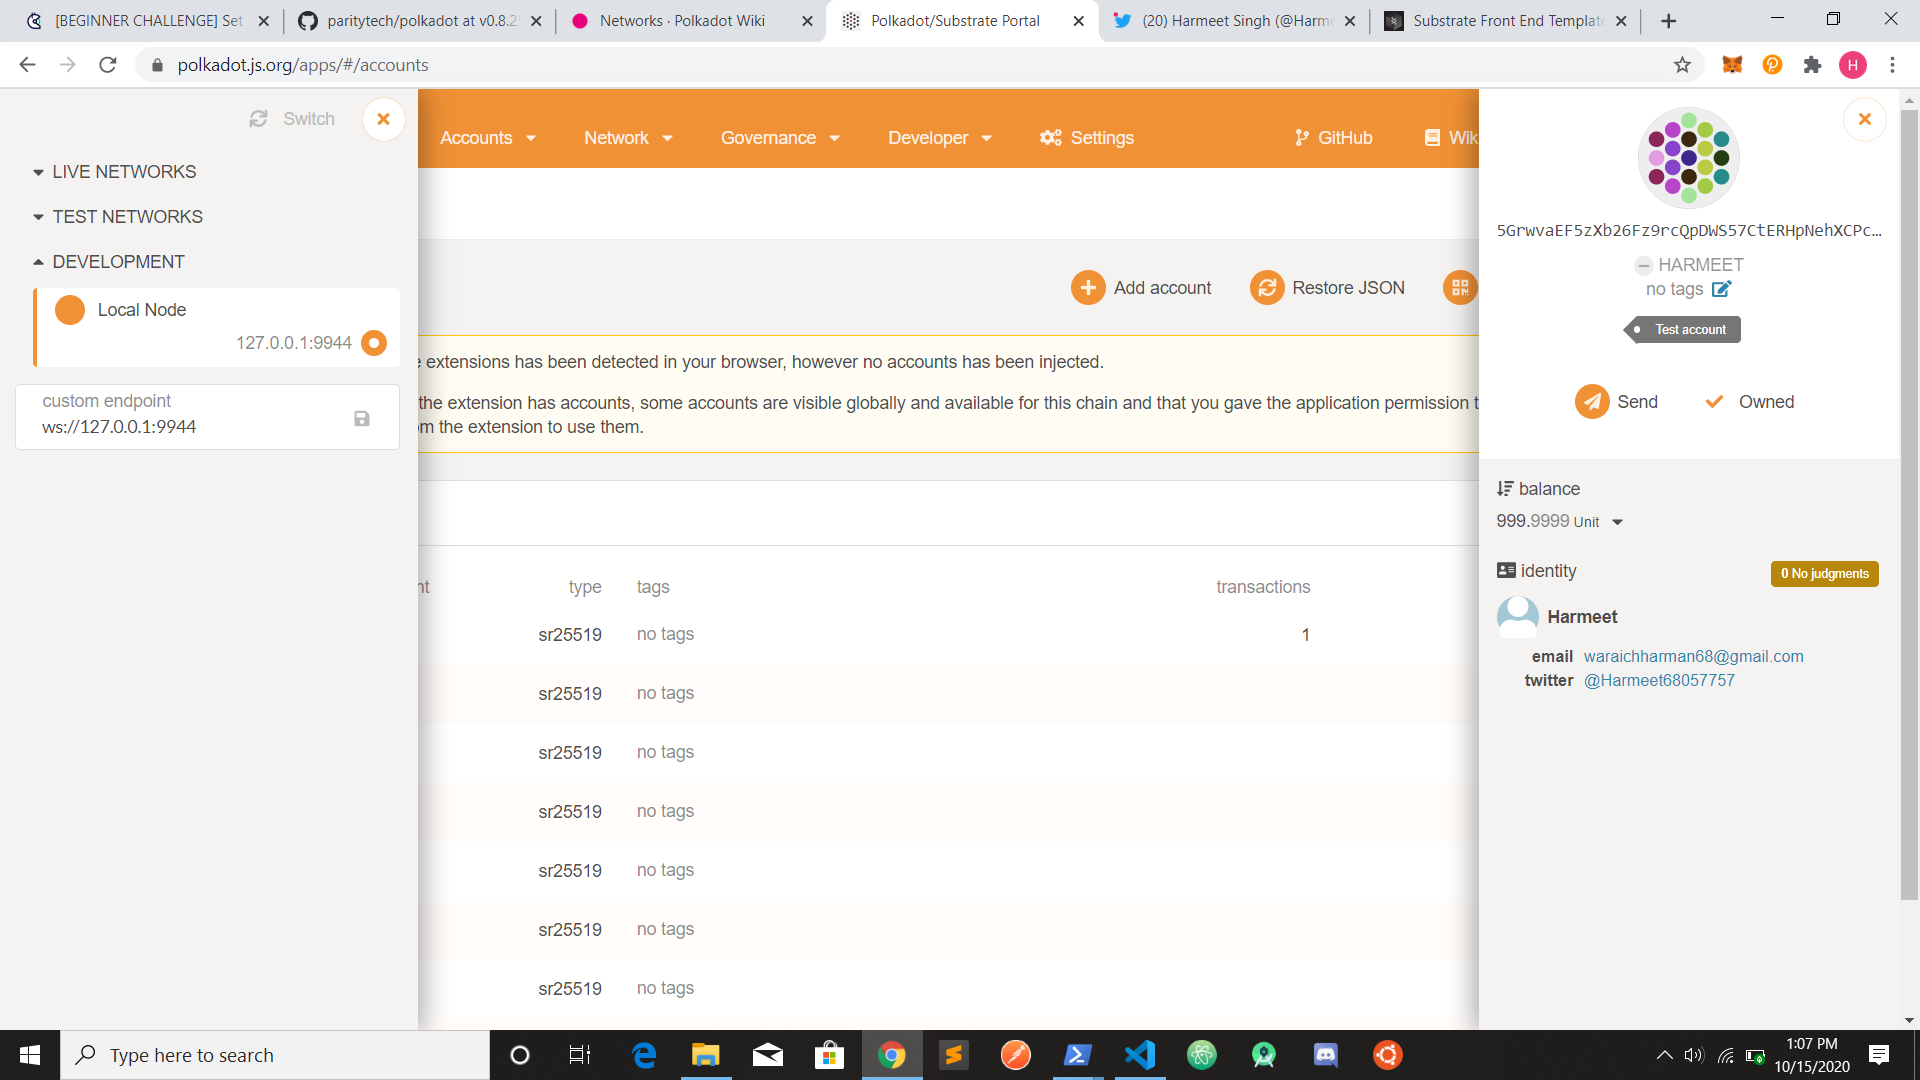 [BEGINNER CHALLENGE] Set
paritytech/polkadot at v0.8.2
Networks · Polkadot Wiki
Polkadot/Substrate Portal
(20) Harmeet Singh (@Harme
Substrate Front End Template
polkadot.js.org/apps/#/accounts
H
Switch
LIVE NETWORKS
TEST NETWORKS
DEVELOPMENT
Local Node
127.0.0.1:9944
custom endpoint
ws://127.0.0.1:9944
Accounts
Network
Governance
Developer
Settings
GitHub
Wik
Add account
Restore JSON
extensions has been detected in your browser, however no accounts has been injected.
the extension has accounts, some accounts are visible globally and available for this chain and that you gave the application permission t
m the extension to use them.
nt type tags transactions
sr25519 no tags 1
sr25519 no tags
sr25519 no tags
sr25519 no tags
sr25519 no tags
sr25519 no tags
sr25519 no tags
5GrwvaEF5zXb26Fz9rcQpDWS57CtERHpNehXCPc…
HARMEET
no tags
Test account
Send
Owned
balance
999.9999 Unit
identity
0 No judgments
Harmeet
email waraichharman68@gmail.com
twitter @Harmeet68057757
Type here to search
1:07 PM
10/15/2020